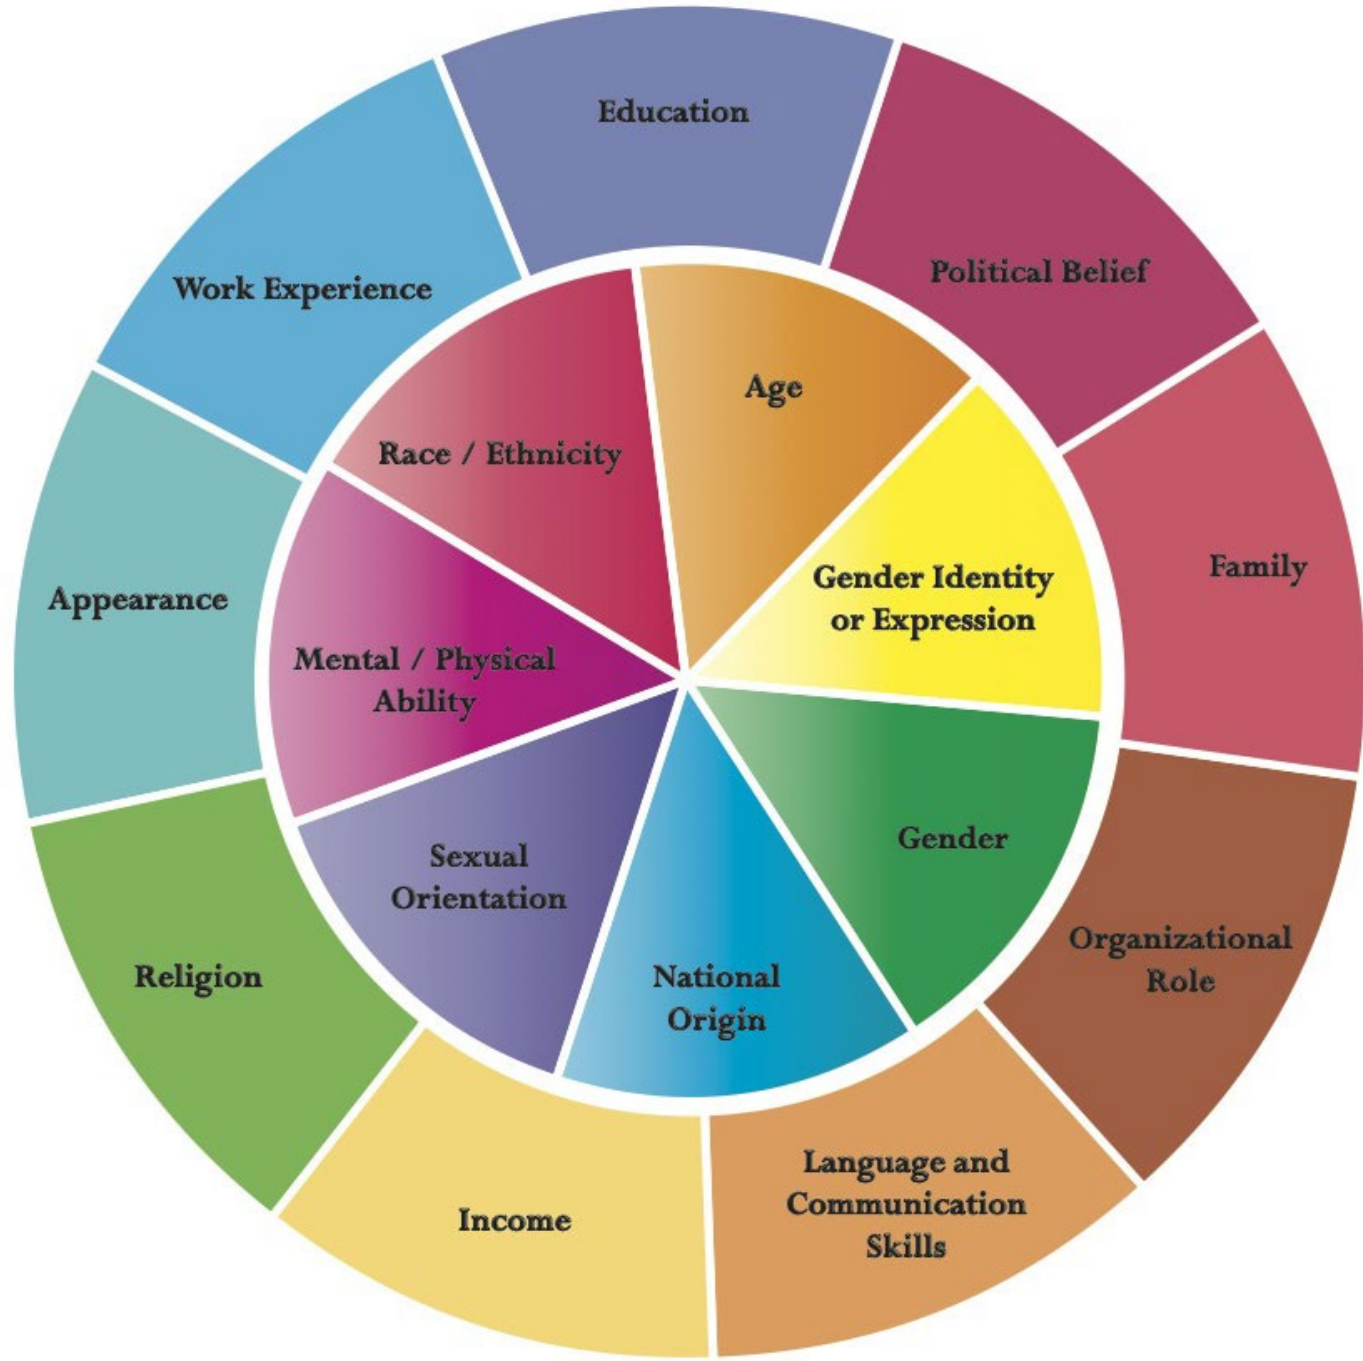 Education
Political Belief
Family
Organizational
Role
Language and
Communication
Skills
Income
Religion
Appearance
Work Experience
Age
Gender Identity
or Expression
Gender
National
Origin
Sexual
Orientation
Mental / Physical
Ability
Race / Ethnicity